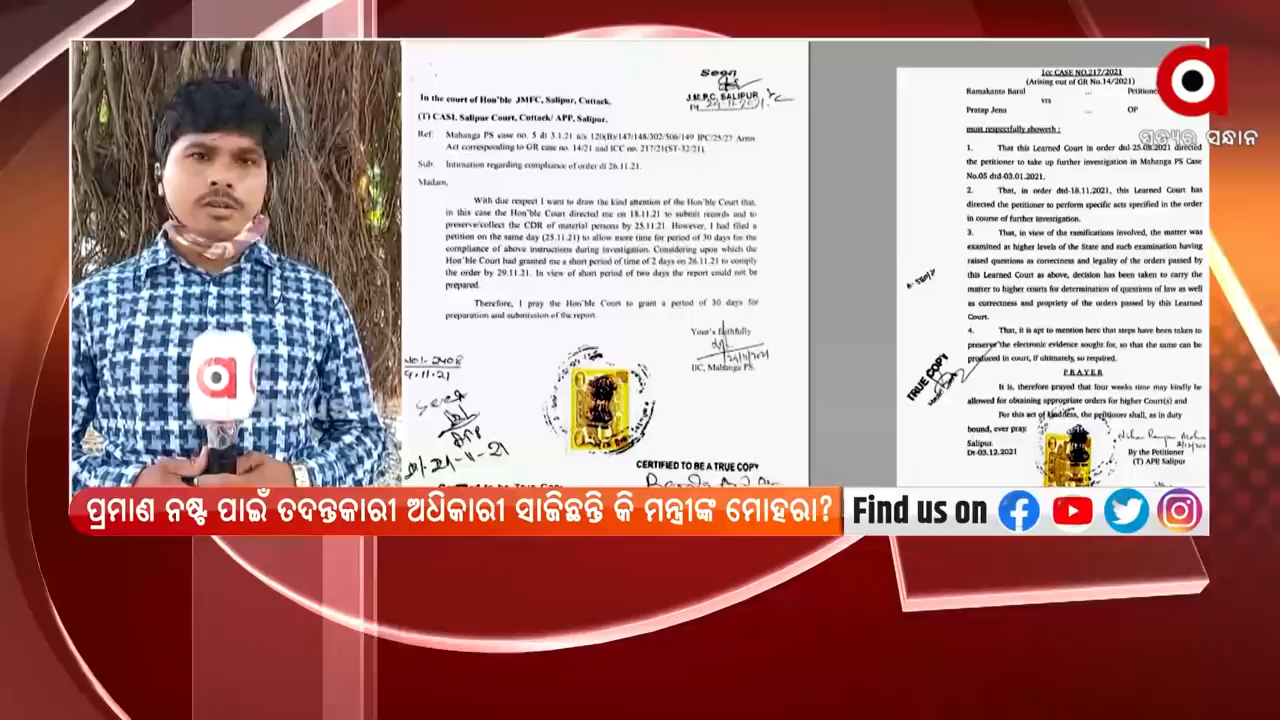 Seen
J.M.F.C, SALIPUR
In the court of Hon'ble JMFC, Salipur, Cuttack.
(T) CASI, Salipur Court, Cuttack/ APP, Salipur.
Ref: Mahanga PS case no. 5 dt 3.1.21 u/s 120(B)/147/148/302/506/149 IPC/25/27 Arms
Act corresponding to GR case no. 14/21 and ICC no. 217/21(ST-32/21)
Sub. Intimation regarding compliance of order dt 26.11.21.
Madam,
With due respect I want to draw the kind attention of the Hon'ble Court that,
in this case the Hon'ble Court directed me on 18.11.21 to submit records and to
preserve/collect the CDR of material persons by 25.11.21. However, I had filed a
petition on the same day (25.11.21) to allow more time for period of 30 days for the
compliance of above instructions during investigation. Considering upon which the
Hon'ble Court had granted me a short period of time of 2 days on 26.11.21 to comply
the order by 29.11.21. In view of short period of two days the report could not be
prepared.
Therefore, I pray the Hon'ble Court to grant a period of 30 days for
preparation and submission of the report.
Your's faithfully
IIC, Mahanga PS.
CERTIFIED TO BE A TRUE COPY
1cc CASE NO.217/2021
(Arising out of GR No.14/2021)
Ramakanta Baral ... Petitione
vrs
Pratap Jena ... OP
must respectfully showeth :
1. That this Learned Court in order dtd-25.08.2021 directed
the petitioner to take up further investigation in Mahanga PS Case
No.05 dtd-03.01.2021.
2. That, in order dtd-18.11.2021, this Learned Court has
directed the petitioner to perform specific acts specified in the order
in course of further investigation.
3. That, in view of the ramifications involved, the matter was
examined at higher levels of the State and such examination having
raised questions as correctness and legality of the orders passed by
this Learned Court as above, decision has been taken to carry the
matter to higher courts for determination of questions of law as well
as correctness and propriety of the orders passed by this Learned
Court.
4. That, it is apt to mention here that steps have been taken to
preserve the electronic evidence sought for, so that the same can be
produced in court, if ultimately, so required.
TRUE COPY
PRAYER
It is, therefore prayed that four weeks time may kindly be
allowed for obtaining appropriate orders for higher Court(s) and
For this act of kindness, the petitioner shall, as in duty
bound, ever pray.
Salipur.
Dt-03.12.2021
By the Petitioner
(T) APP, Salipur
a
ସତ୍ୟର ସନ୍ଧାନ
a
ପ୍ରମାଣ ନଷ୍ଟ ପାଇଁ ତଦନ୍ତକାରୀ ଅଧିକାରୀ ସାଜିଛନ୍ତି କି ମନ୍ତ୍ରୀଙ୍କ ମୋହରା?
Find us on